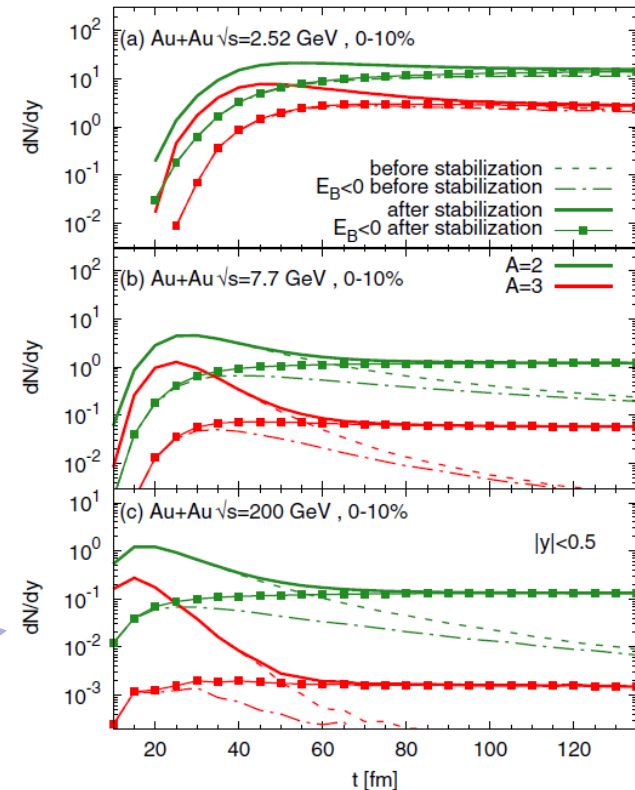 (a) Au+Au √s=2.52 GeV , 0-10%
10²
10¹
10⁰
10⁻¹
10⁻²
dN/dy
before stabilization
E_B<0 before stabilization
after stabilization
E_B<0 after stabilization
(b) Au+Au √s=7.7 GeV, 0-10%
A=2
A=3
10²
10¹
10⁰
10⁻¹
10⁻²
dN/dy
(c) Au+Au √s=200 GeV , 0-10%
|y|<0.5
10¹
10⁰
10⁻¹
10⁻²
10⁻³
dN/dy
20 40 60 80 100 120
t [fm]